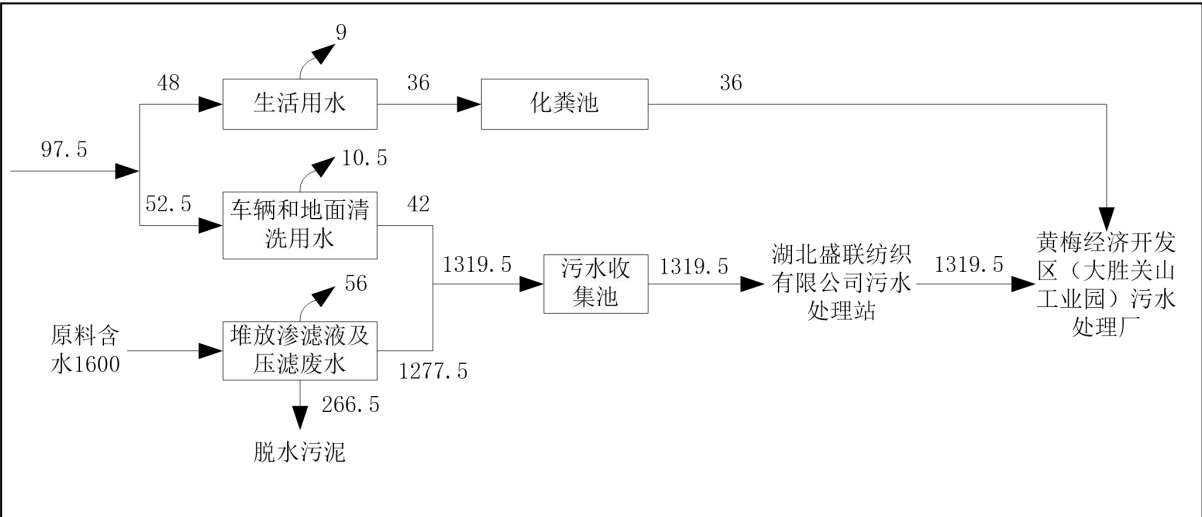 9
48
生活用水
36
化粪池
36
97.5
10.5
52.5
车辆和地面清
洗用水
42
1319.5
污水收
集池
1319.5
湖北盛联纺织
有限公司污水
处理站
1319.5
黄梅经济开发
区（大胜关山
工业园）污水
处理厂
56
原料含
水1600
堆放渗滤液及
压滤废水
1277.5
266.5
脱水污泥